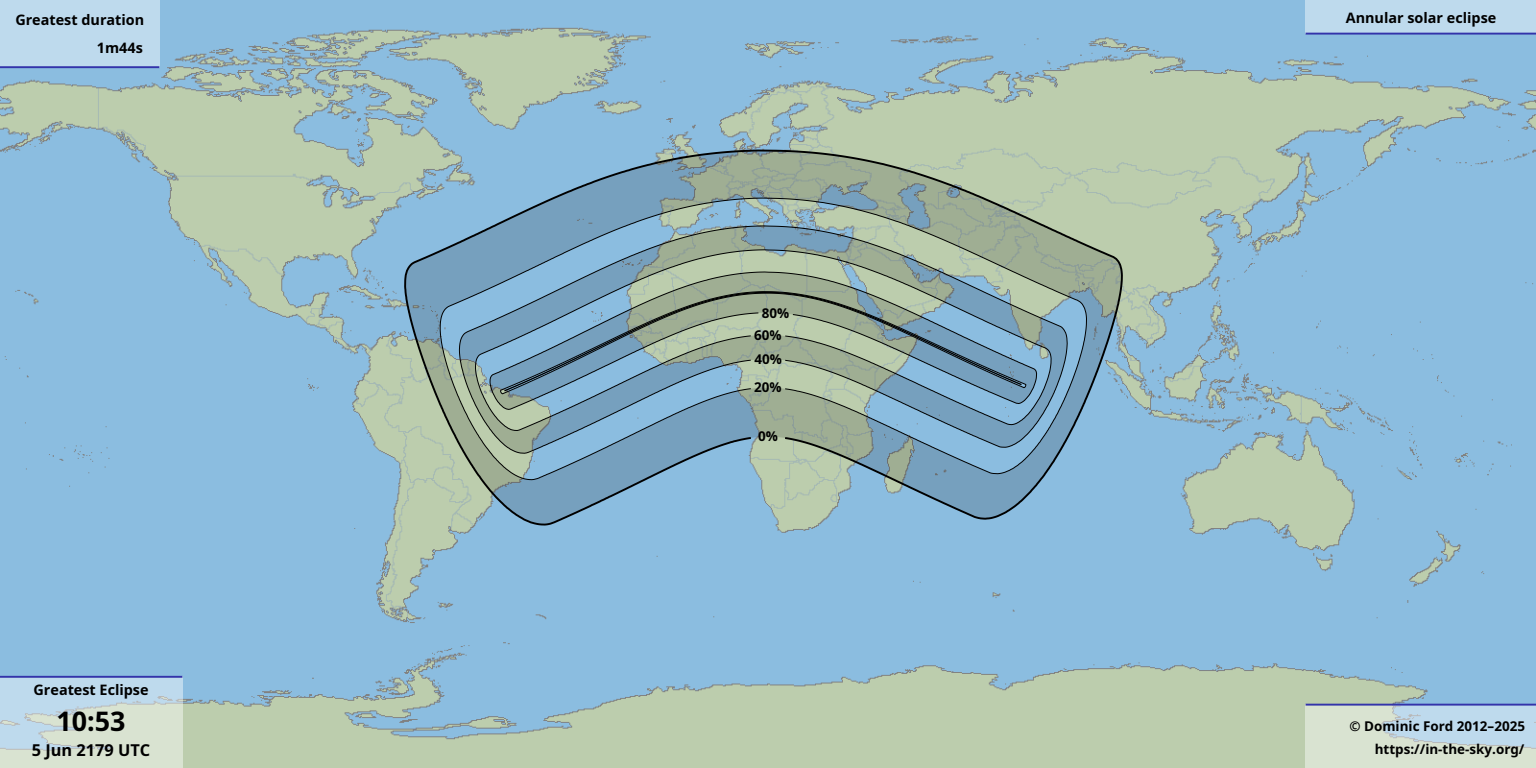 Greatest duration
1m44s
Annular solar eclipse
80%
60%
40%
20%
0%
Greatest Eclipse
10:53
5 Jun 2179 UTC
© Dominic Ford 2012–2025
https://in-the-sky.org/